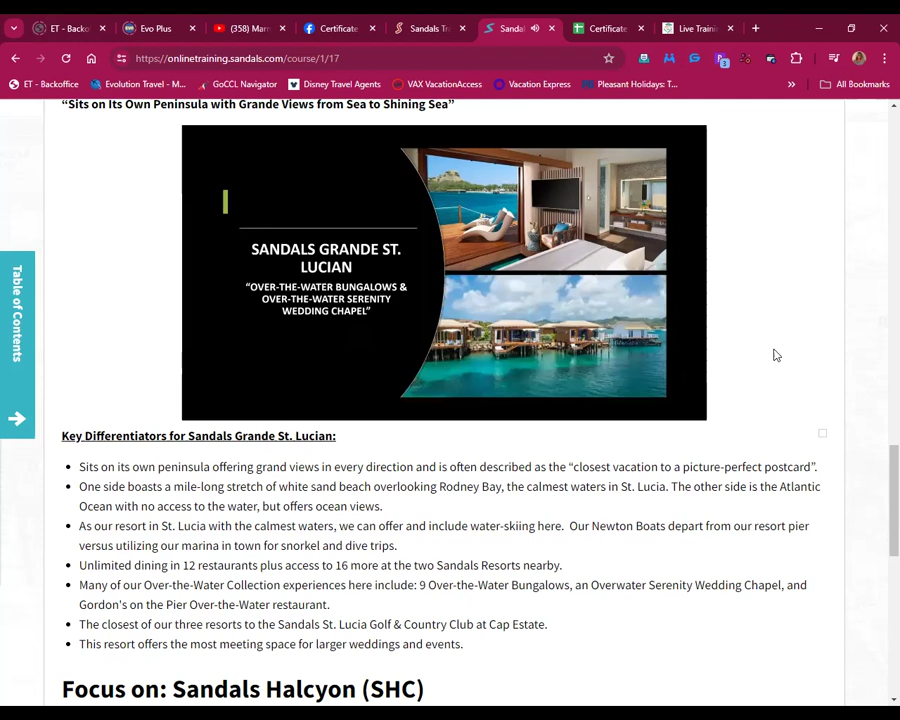 ET - Backo
Evo Plus
(358) Marr
Certificate
Sandals Tr
Sandal
Certificate
Live Trainin
https://onlinetraining.sandals.com/course/1/17
ET - Backoffice
Evolution Travel - M...
GoCCL Navigator
Disney Travel Agents
VAX VacationAccess
Vacation Express
Pleasant Holidays: T...
All Bookmarks
“Sits on Its Own Peninsula with Grande Views from Sea to Shining Sea”
SANDALS GRANDE ST.
LUCIAN
“OVER-THE-WATER BUNGALOWS &
OVER-THE-WATER SERENITY
WEDDING CHAPEL”
Table of Contents
Key Differentiators for Sandals Grande St. Lucian:
Sits on its own peninsula offering grand views in every direction and is often described as the “closest vacation to a picture-perfect postcard”.
One side boasts a mile-long stretch of white sand beach overlooking Rodney Bay, the calmest waters in St. Lucia. The other side is the Atlantic
Ocean with no access to the water, but offers ocean views.
As our resort in St. Lucia with the calmest waters, we can offer and include water-skiing here. Our Newton Boats depart from our resort pier
versus utilizing our marina in town for snorkel and dive trips.
Unlimited dining in 12 restaurants plus access to 16 more at the two Sandals Resorts nearby.
Many of our Over-the-Water Collection experiences here include: 9 Over-the-Water Bungalows, an Overwater Serenity Wedding Chapel, and
Gordon's on the Pier Over-the-Water restaurant.
The closest of our three resorts to the Sandals St. Lucia Golf & Country Club at Cap Estate.
This resort offers the most meeting space for larger weddings and events.
Focus on: Sandals Halcyon (SHC)